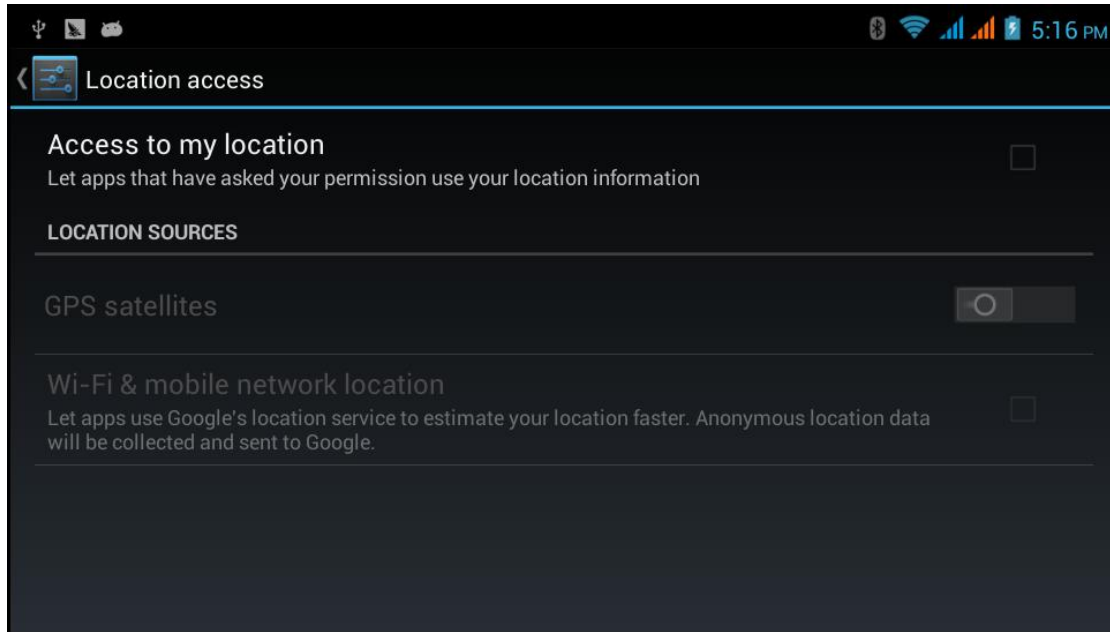 5:16 PM
Location access
Access to my location
Let apps that have asked your permission use your location information
LOCATION SOURCES
GPS satellites
Wi-Fi & mobile network location
Let apps use Google's location service to estimate your location faster. Anonymous location data
will be collected and sent to Google.